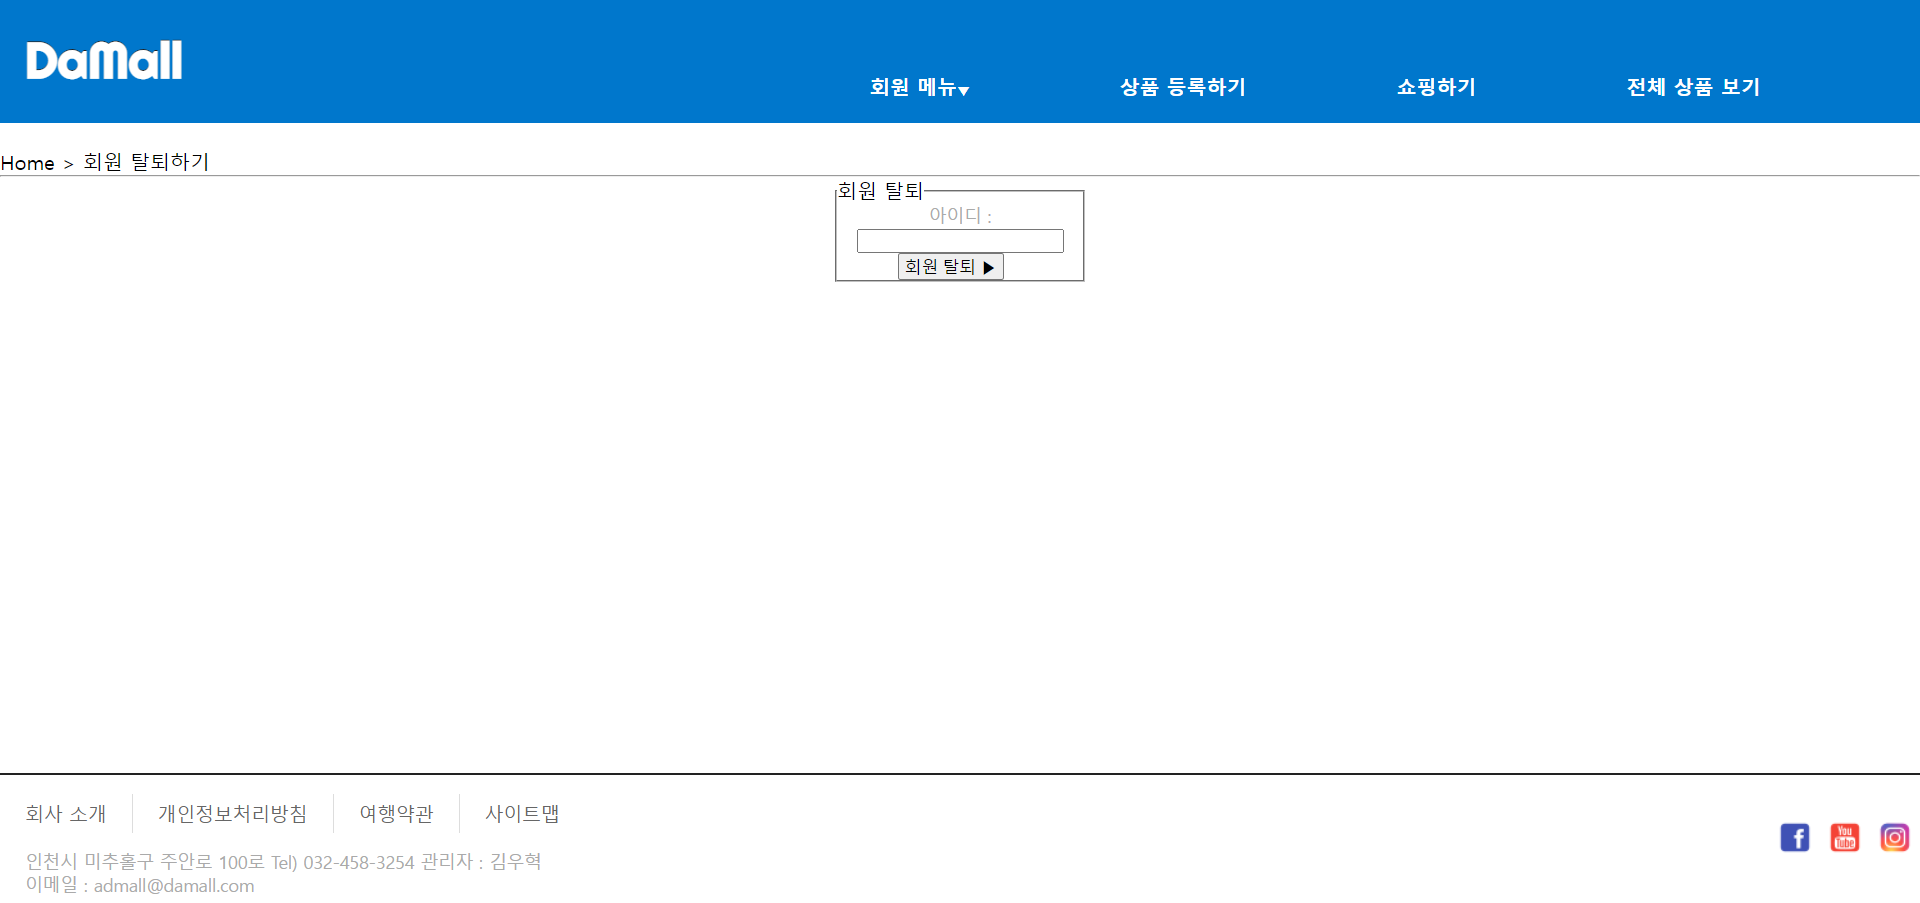 DaMall
회원 메뉴▼ 상품 등록하기 쇼핑하기 전체 상품 보기
Home > 회원 탈퇴하기
회원 탈퇴
아이디 :
회원 탈퇴 ▶
회사 소개 개인정보처리방침 여행약관 사이트맵
인천시 미추홀구 주안로 100로 Tel) 032-458-3254 관리자 : 김우혁
이메일 : admall@damall.com
f
You Tube